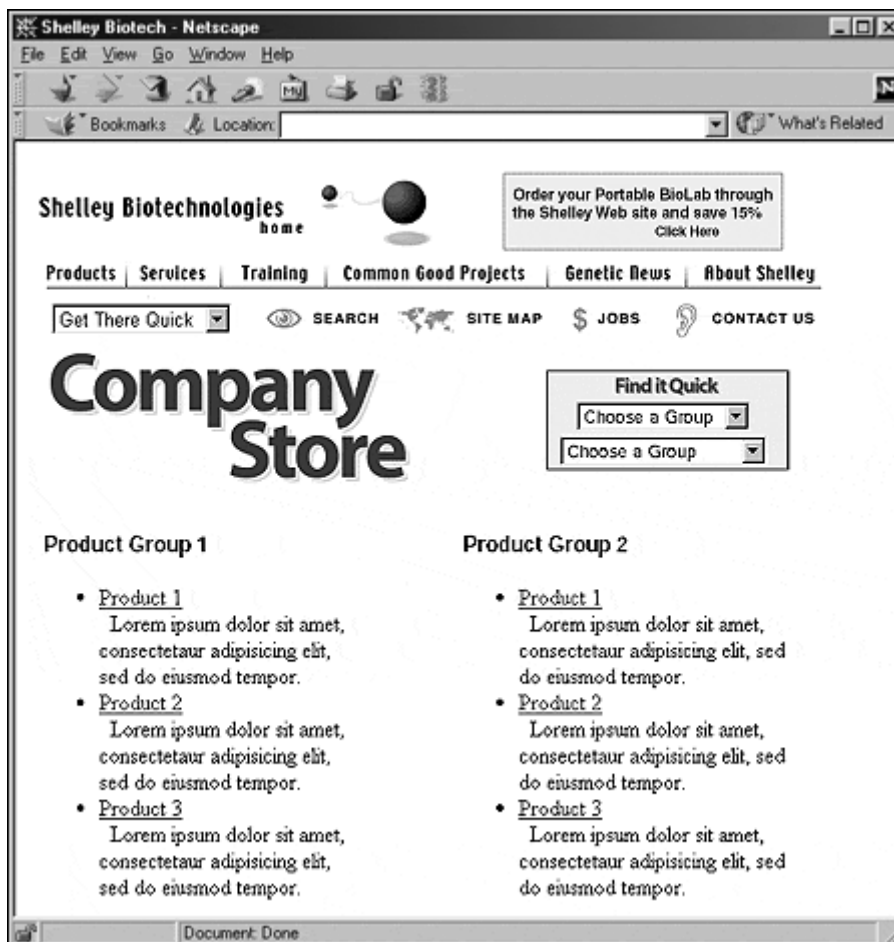 Shelley Biotech - Netscape
File Edit View Go Window Help
My
N
Bookmarks Location: What's Related
Shelley Biotechnologies
home
Order your Portable BioLab through
the Shelley Web site and save 15%
Click Here
Products Services Training Common Good Projects Genetic News About Shelley
Get There Quick SEARCH SITE MAP $ JOBS CONTACT US
Company
Store
Find it Quick
Choose a Group
Choose a Group
Product Group 1
Product 1
Lorem ipsum dolor sit amet,
consectetaur adipisicing elit,
sed do eiusmod tempor.
Product 2
Lorem ipsum dolor sit amet,
consectetaur adipisicing elit,
sed do eiusmod tempor.
Product 3
Lorem ipsum dolor sit amet,
consectetaur adipisicing elit,
sed do eiusmod tempor.
Product Group 2
Product 1
Lorem ipsum dolor sit amet,
consectetaur adipisicing elit, sed
do eiusmod tempor.
Product 2
Lorem ipsum dolor sit amet,
consectetaur adipisicing elit, sed
do eiusmod tempor.
Product 3
Lorem ipsum dolor sit amet,
consectetaur adipisicing elit, sed
do eiusmod tempor.
Document: Done